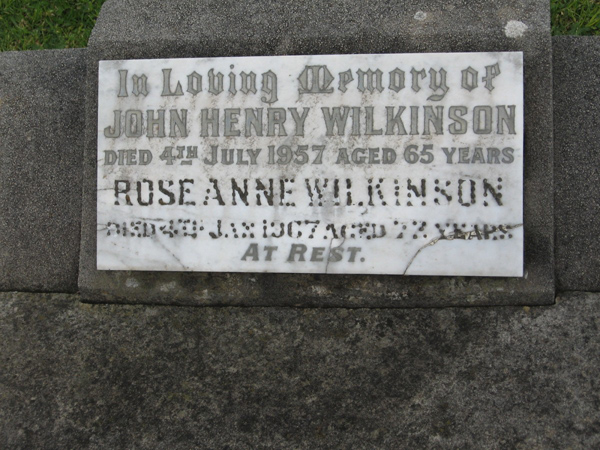 In Loving Memory of
JOHN HENRY WILKINSON
DIED 4TH JULY 1957 AGED 65 YEARS
ROSE ANNE WILKINSON
DIED 4TH JAN 1967 AGED YEARS
AT REST.